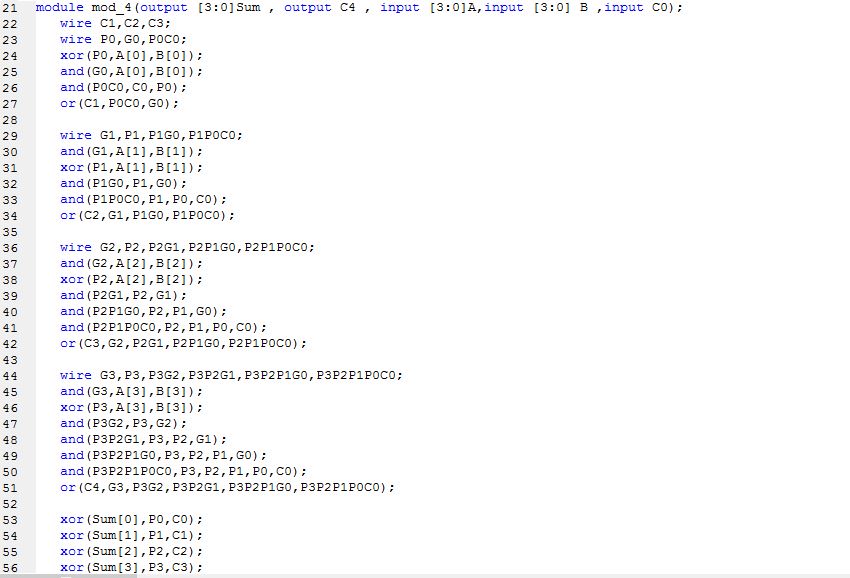 21 module mod_4(output [3:0]Sum , output C4 , input [3:0]A,input [3:0] B ,input C0);
22 wire C1,C2,C3;
23 wire P0,G0,P0C0;
24 xor(P0,A[0],B[0]);
25 and(G0,A[0],B[0]);
26 and(P0C0,C0,P0);
27 or(C1,P0C0,G0);
28
29 wire G1,P1,P1G0,P1P0C0;
30 and(G1,A[1],B[1]);
31 xor(P1,A[1],B[1]);
32 and(P1G0,P1,G0);
33 and(P1P0C0,P1,P0,C0);
34 or(C2,G1,P1G0,P1P0C0);
35
36 wire G2,P2,P2G1,P2P1G0,P2P1P0C0;
37 and(G2,A[2],B[2]);
38 xor(P2,A[2],B[2]);
39 and(P2G1,P2,G1);
40 and(P2P1G0,P2,P1,G0);
41 and(P2P1P0C0,P2,P1,P0,C0);
42 or(C3,G2,P2G1,P2P1G0,P2P1P0C0);
43
44 wire G3,P3,P3G2,P3P2G1,P3P2P1G0,P3P2P1P0C0;
45 and(G3,A[3],B[3]);
46 xor(P3,A[3],B[3]);
47 and(P3G2,P3,G2);
48 and(P3P2G1,P3,P2,G1);
49 and(P3P2P1G0,P3,P2,P1,G0);
50 and(P3P2P1P0C0,P3,P2,P1,P0,C0);
51 or(C4,G3,P3G2,P3P2G1,P3P2P1G0,P3P2P1P0C0);
52
53 xor(Sum[0],P0,C0);
54 xor(Sum[1],P1,C1);
55 xor(Sum[2],P2,C2);
56 xor(Sum[3],P3,C3);